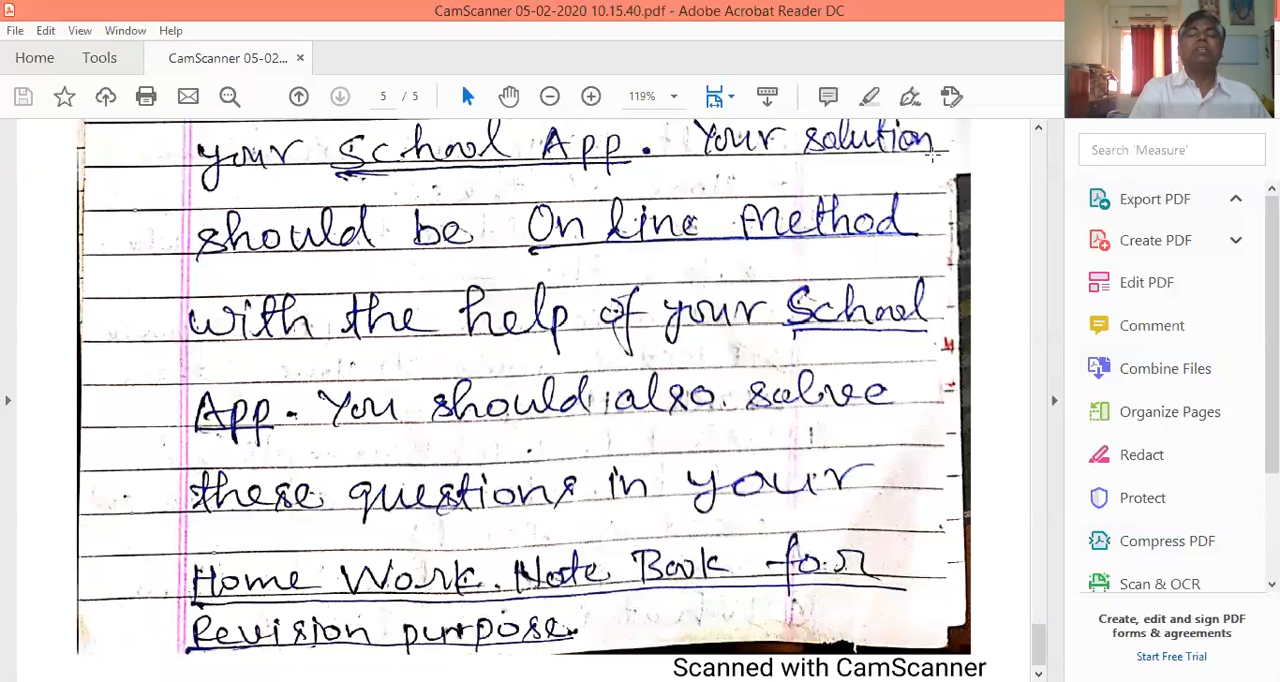 CamScanner 05-02-2020 10.15.40.pdf - Adobe Acrobat Reader DC
File Edit View Window Help
Home Tools CamScanner 05-02... ×
5 / 5 119%
Search 'Measure'
your School App. Your solution
should be On line Method
with the help of your School
App. You should also solve
these questions in your
Home Work Note Book for
Revision purpose.
Scanned with CamScanner
Export PDF
Create PDF
Edit PDF
Comment
Combine Files
Organize Pages
Redact
Protect
Compress PDF
Scan & OCR
Create, edit and sign PDF
forms & agreements
Start Free Trial